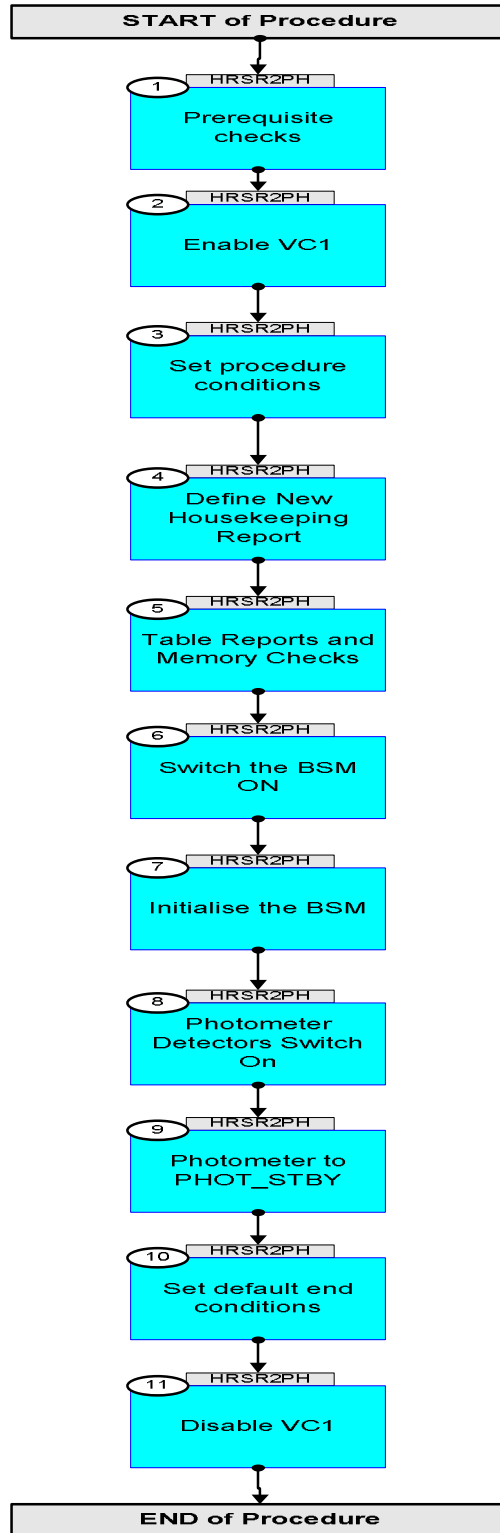 START of Procedure
HRSR2PH
1
Prerequisite
checks
HRSR2PH
2
Enable VC1
HRSR2PH
3
Set procedure
conditions
HRSR2PH
4
Define New
Housekeeping
Report
HRSR2PH
5
Table Reports and
Memory Checks
HRSR2PH
6
Switch the BSM
ON
HRSR2PH
7
Initialise the BSM
HRSR2PH
8
Photometer
Detectors Switch
On
HRSR2PH
9
Photometer to
PHOT_STBY
HRSR2PH
10
Set default end
conditions
HRSR2PH
11
Disable VC1
END of Procedure